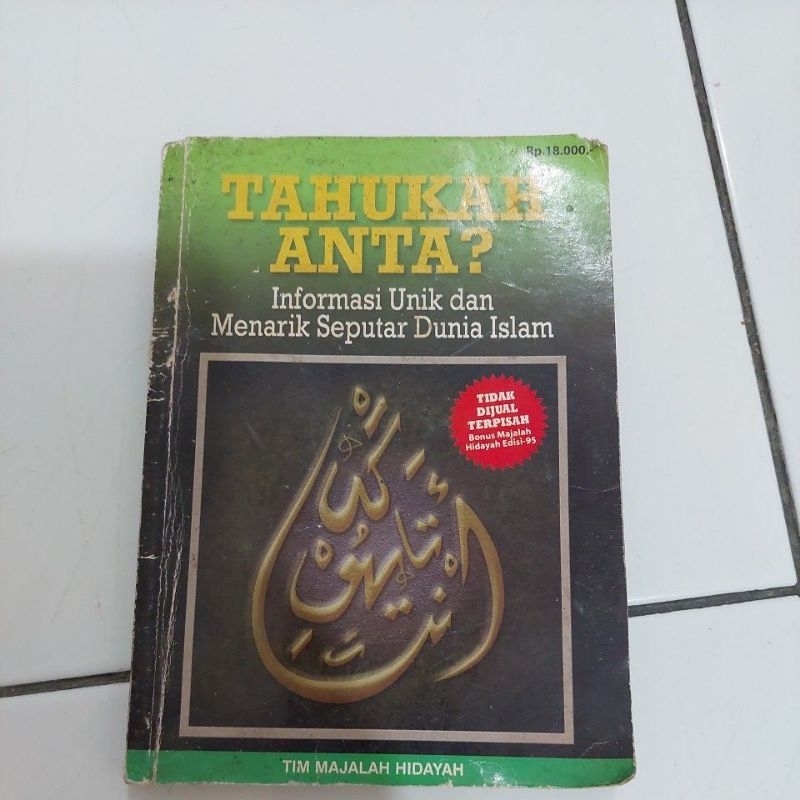 Rp.18.000,-
TAHUKAH
ANTA?
Informasi Unik dan
Menarik Seputar Dunia Islam
TIDAK
DIJUAL
TERPISAH
Bonus Majalah
Hidayah Edisi-95
TIM MAJALAH HIDAYAH